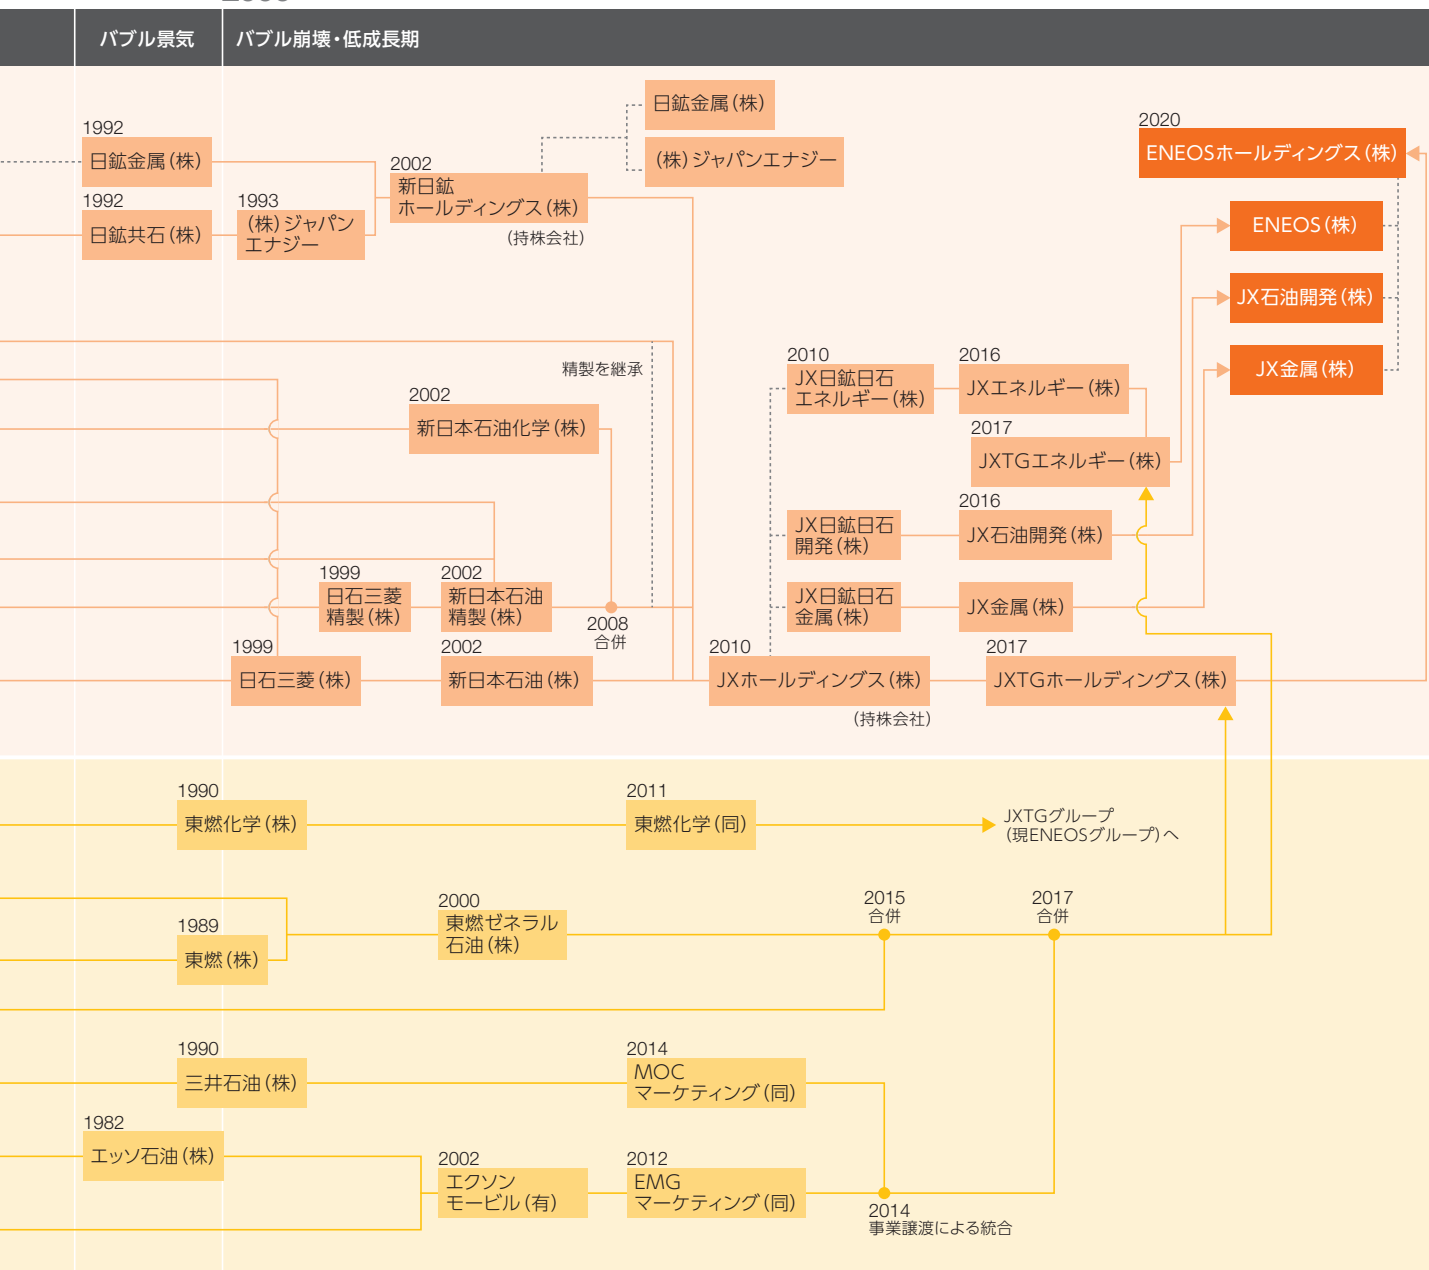 バブル景気
バブル崩壊・低成長期
1992
日鉱金属(株)
1992
日鉱共石(株)
1993
(株)ジャパン
エナジー
2002
新日鉱
ホールディングス(株)
(持株会社)
日鉱金属(株)
(株)ジャパンエナジー
2020
ENEOSホールディングス(株)
ENEOS(株)
JX石油開発(株)
JX金属(株)
精製を継承
2002
新日本石油化学(株)
2010
JX日鉱日石
エネルギー(株)
2016
JXエネルギー(株)
2017
JXTGエネルギー(株)
JX日鉱日石
開発(株)
2016
JX石油開発(株)
1999
日石三菱
精製(株)
2002
新日本石油
精製(株)
2008
合併
JX日鉱日石
金属(株)
JX金属(株)
1999
日石三菱(株)
2002
新日本石油(株)
2010
JXホールディングス(株)
(持株会社)
2017
JXTGホールディングス(株)
1990
東燃化学(株)
2011
東燃化学(同)
JXTGグループ
(現ENEOSグループ)へ
1989
東燃(株)
2000
東燃ゼネラル
石油(株)
2015
合併
2017
合併
1990
三井石油(株)
2014
MOC
マーケティング(同)
1982
エッソ石油(株)
2002
エクソン
モービル(有)
2012
EMG
マーケティング(同)
2014
事業譲渡による統合